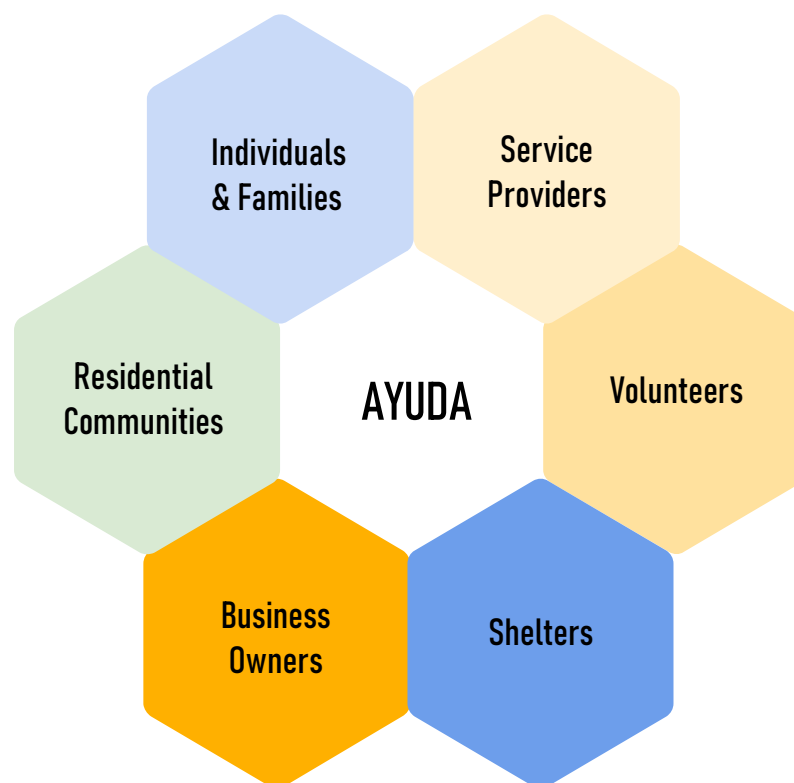 Individuals
& Families
Service
Providers
Residential
Communities
AYUDA
Volunteers
Business
Owners
Shelters